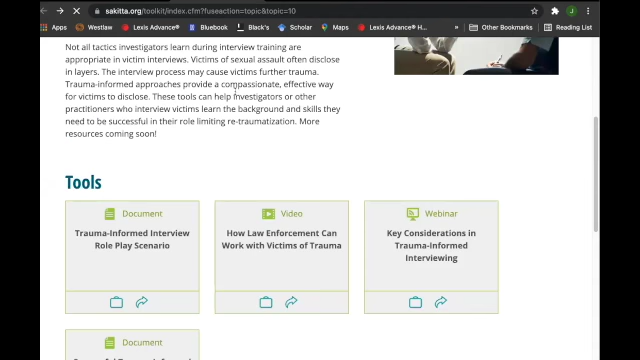 sakitta.org/toolkit/index.cfm?fuseaction=topic&topic=10
Apps Westlaw Lexis Advance® Bluebook Black's Scholar Maps Lexis Advance® H... Other Bookmarks Reading List
Not all tactics investigators learn during interview training are
appropriate in victim interviews. Victims of sexual assault often disclose
in layers. The interview process may cause victims further trauma.
Trauma-informed approaches provide a compassionate, effective way
for victims to disclose. These tools can help investigators or other
practitioners who interview victims learn the background and skills they
need to be successful in their role limiting re-traumatization. More
resources coming soon!
Tools
Document
Trauma-Informed Interview
Role Play Scenario
Video
How Law Enforcement Can
Work with Victims of Trauma
Webinar
Key Considerations in
Trauma-Informed
Interviewing
Document